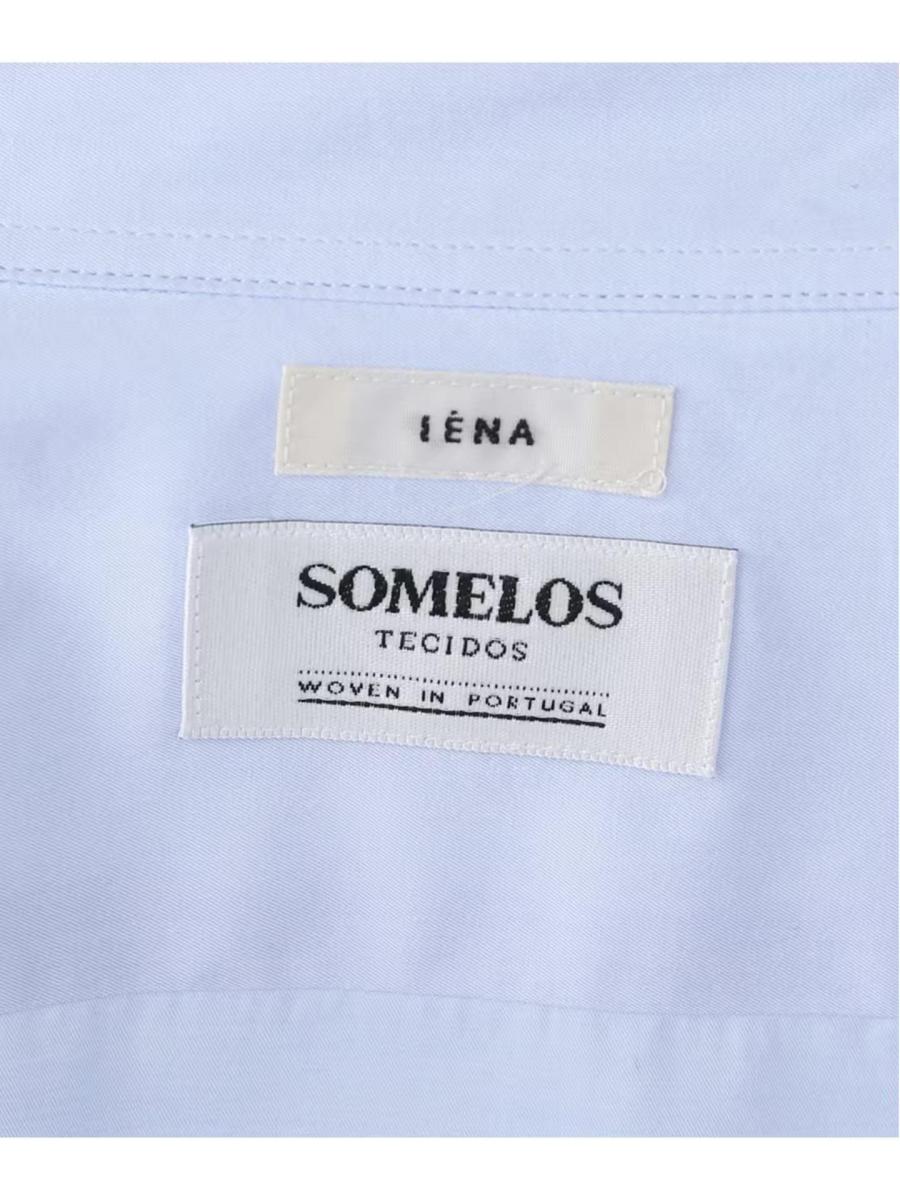 IÉNA
SOMELOS
TECIDOS
WOVEN IN PORTUGAL